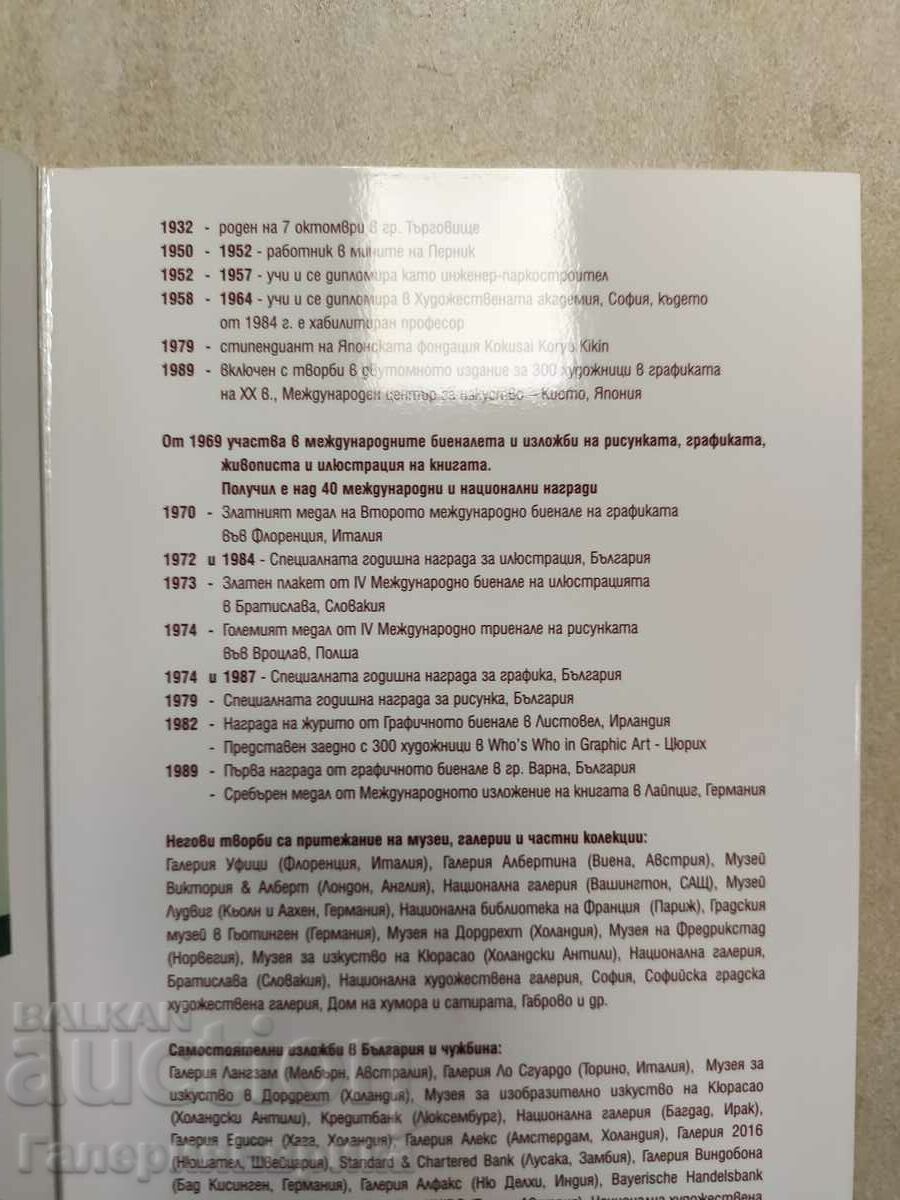 1932 - роден на 7 октомври в гр. Търговище
1950 - 1952 - работник в мините на Перник
1952 - 1957 - учи и се дипломира като инженер-паркостроител
1958 - 1964 - учи и се дипломира в Художествената академия, София, където
от 1984 г. е хабилитиран професор
1979 - стипендиант на Японската фондация Kokusai Koryu Kikin
1989 - включен с творби в двутомното издание за 300 художници в графиката
на XX в., Международен център за изкуство - Киото, Япония
От 1969 участва в международните биеналета и изложби на рисунката, графиката,
живописта и илюстрация на книгата.
Получил е над 40 международни и национални награди
1970 - Златният медал на Второто международно биенале на графиката
във Флоренция, Италия
1972 и 1984 - Специалната годишна награда за илюстрация, България
1973 - Златен плакет от IV Международно биенале на илюстрацията
в Братислава, Словакия
1974 - Големият медал от IV Международно триенале на рисунката
във Вроцлав, Полша
1974 и 1987 - Специалната годишна награда за графика, България
1979 - Специалната годишна награда за рисунка, България
1982 - Награда на журито от Графичното биенале в Листовел, Ирландия
- Представен заедно с 300 художници в Who's Who in Graphic Art - Цюрих
1989 - Първа награда от графичното биенале в гр. Варна, България
- Сребърен медал от Международното изложение на книгата в Лайпциг, Германия
Негови творби са притежание на музеи, галерии и частни колекции:
Галерия Уфици (Флоренция, Италия), Галерия Албертина (Виена, Австрия), Музей
Виктория & Алберт (Лондон, Англия), Национална галерия (Вашингтон, САЩ), Музей
Лудвиг (Кьолн и Аахен, Германия), Национална библиотека на Франция (Париж), Градския
музей в Гьотинген (Германия), Музея на Дордрехт (Холандия), Музея на Фредрикстад
(Норвегия), Музея за изкуство на Кюрасао (Холандски Антили), Национална галерия,
Братислава (Словакия), Национална художествена галерия, София, Софийска градска
художествена галерия, Дом на хумора и сатирата, Габрово и др.
Самостоятелни изложби в България и чужбина:
Галерия Лангзам (Мелбърн, Австралия), Галерия Ло Сгуардо (Торино, Италия), Музея за
изкуство в Дордрехт (Холандия), Музея за изобразително изкуство на Кюрасао
(Холандски Антили), Кредитбанк (Люксембург), Национална галерия (Багдад, Ирак),
Галерия Едисон (Хага, Холандия), Галерия Алекс (Амстердам, Холандия), Галерия 2016
(Нюшател, Швейцария), Standard & Chartered Bank (Лусака, Замбия), Галерия Виндобона
(Бад Кисинген, Германия), Галерия Алфакс (Ню Делхи, Индия), Bayerische Handelsbank
BALKAN
auction